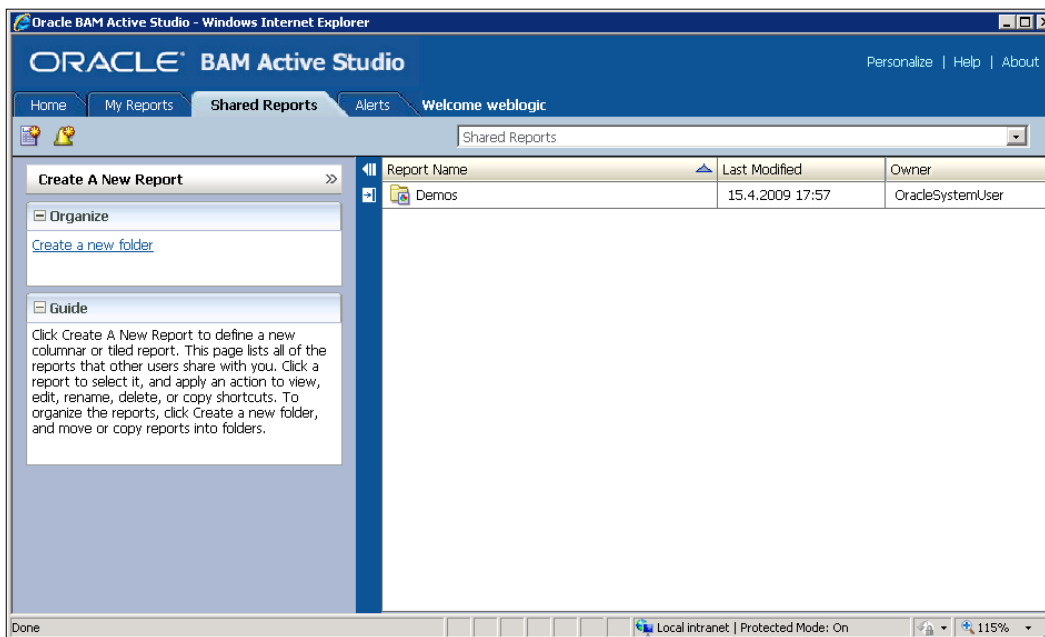 Oracle BAM Active Studio - Windows Internet Explorer
ORACLE BAM Active Studio
Personalize | Help | About
Home My Reports Shared Reports Alerts Welcome weblogic
Shared Reports
Create A New Report »
Organize
Create a new folder
Guide
Click Create A New Report to define a new
columnar or tiled report. This page lists all of the
reports that other users share with you. Click a
report to select it, and apply an action to view,
edit, rename, delete, or copy shortcuts. To
organize the reports, click Create a new folder,
and move or copy reports into folders.
Report Name Last Modified Owner
Demos 15.4.2009 17:57 OracleSystemUser
Done Local intranet | Protected Mode: On 115%